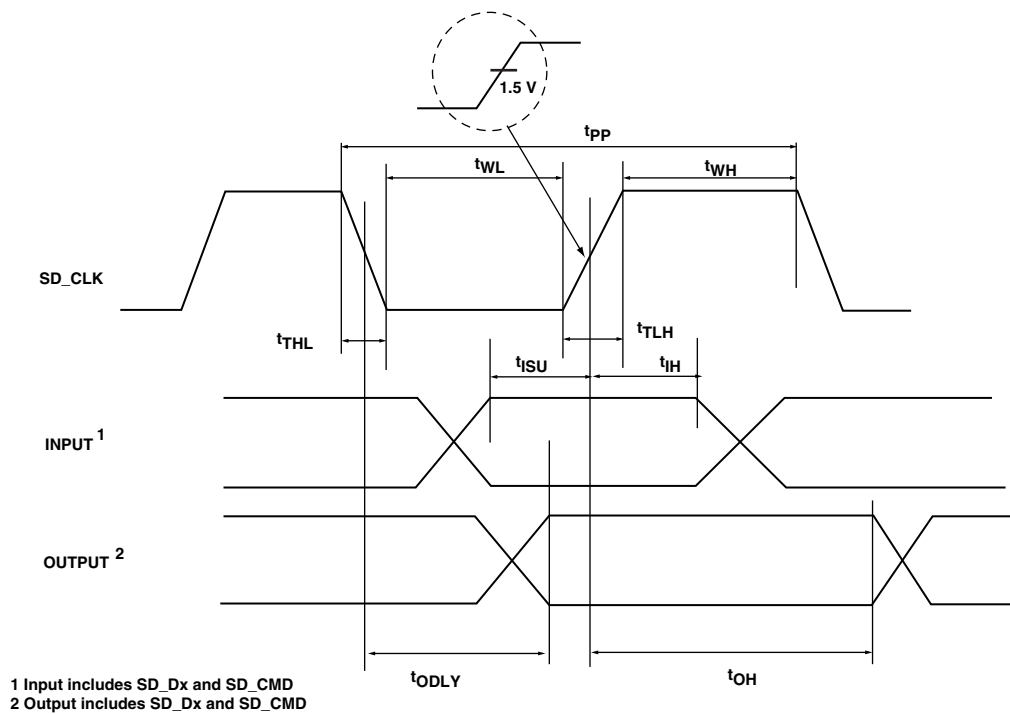 1.5 V
tPP
tWL
tWH
SD_CLK
tTHL
tTLH
tISU
tIH
INPUT 1
OUTPUT 2
tODLY
tOH
1 Input includes SD_Dx and SD_CMD
2 Output includes SD_Dx and SD_CMD